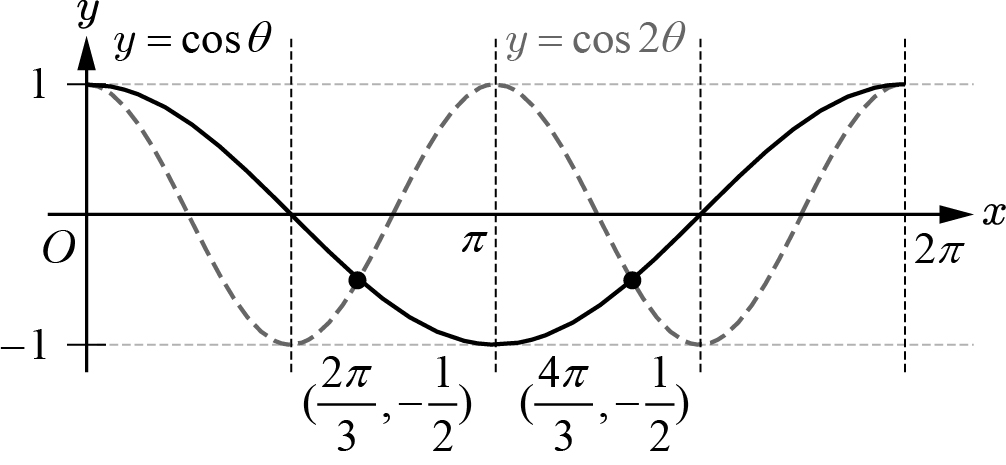 y
y = cos θ
y = cos 2θ
1
O
π
2π
x
−1
(2π/3, −1/2)
(4π/3, −1/2)